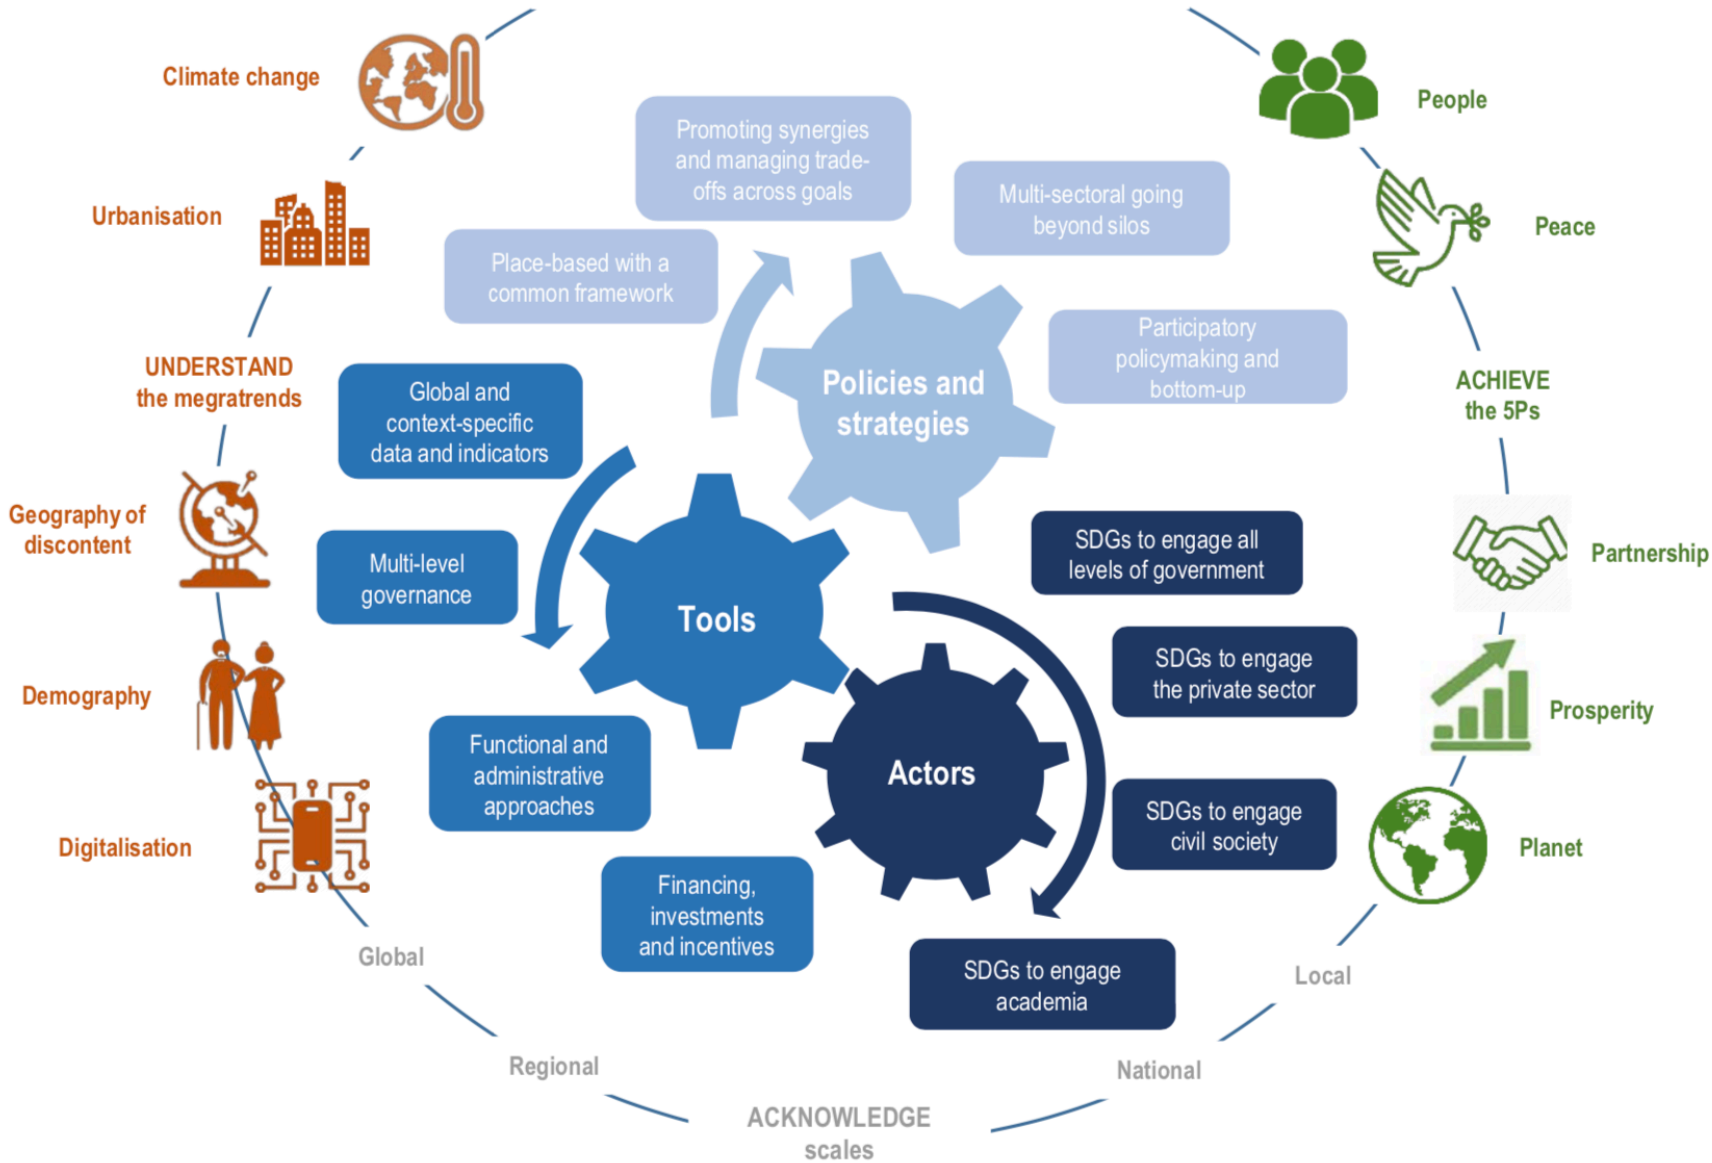 Climate change
People
Promoting synergies
and managing trade-
offs across goals
Multi-sectoral going
beyond silos
Urbanisation
Peace
Place-based with a
common framework
Participatory
policymaking and
bottom-up
UNDERSTAND
the megratrends
Global and
context-specific
data and indicators
Policies and
strategies
ACHIEVE
the 5Ps
Geography of
discontent
Multi-level
governance
SDGs to engage all
levels of government
Partnership
Tools
Demography
SDGs to engage
the private sector
Prosperity
Functional and
administrative
approaches
Actors
Digitalisation
SDGs to engage
civil society
Planet
Financing,
investments
and incentives
SDGs to engage
academia
Global
Local
Regional
National
ACKNOWLEDGE
scales